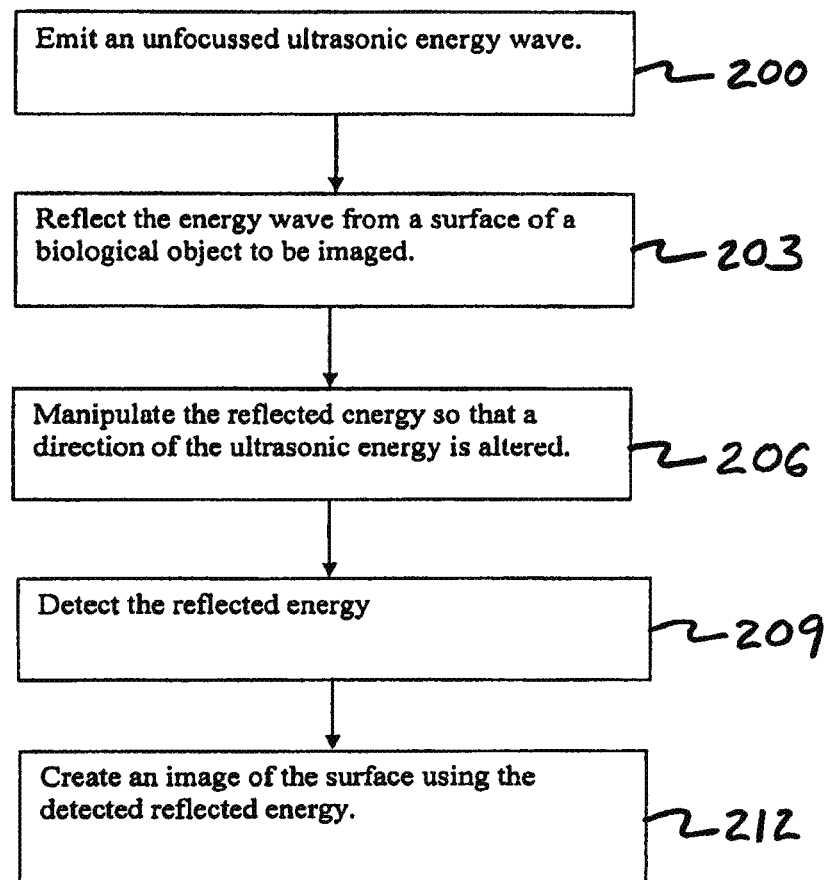 Emit an unfocussed ultrasonic energy wave.
200
Reflect the energy wave from a surface of a
biological object to be imaged.
203
Manipulate the reflected energy so that a
direction of the ultrasonic energy is altered.
206
Detect the reflected energy
209
Create an image of the surface using the
detected reflected energy.
212